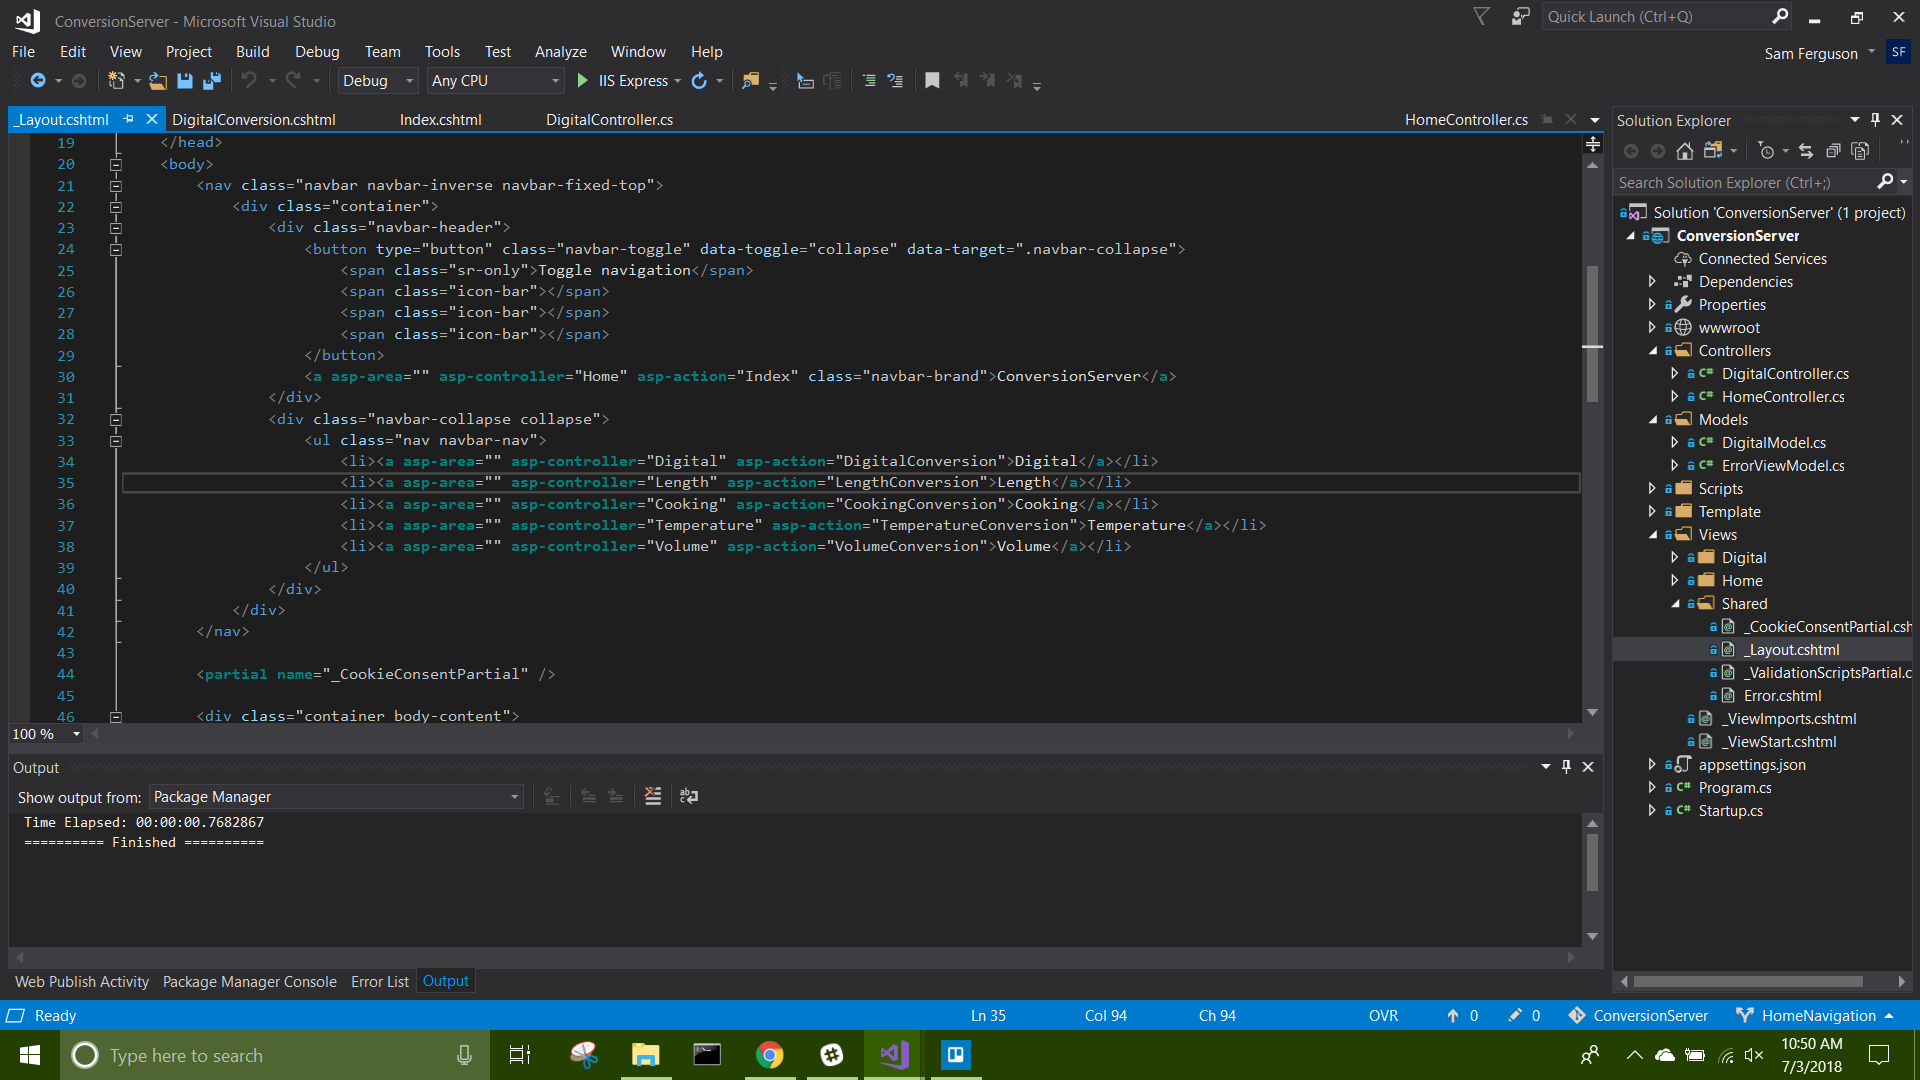 ConversionServer - Microsoft Visual Studio
Quick Launch (Ctrl+Q)
File Edit View Project Build Debug Team Tools Test Analyze Window Help
Sam Ferguson SF
Debug Any CPU IIS Express
_Layout.cshtml DigitalConversion.cshtml Index.cshtml DigitalController.cs HomeController.cs
19 </head>
20 <body>
21 <nav class="navbar navbar-inverse navbar-fixed-top">
22 <div class="container">
23 <div class="navbar-header">
24 <button type="button" class="navbar-toggle" data-toggle="collapse" data-target=".navbar-collapse">
25 <span class="sr-only">Toggle navigation</span>
26 <span class="icon-bar"></span>
27 <span class="icon-bar"></span>
28 <span class="icon-bar"></span>
29 </button>
30 <a asp-area="" asp-controller="Home" asp-action="Index" class="navbar-brand">ConversionServer</a>
31 </div>
32 <div class="navbar-collapse collapse">
33 <ul class="nav navbar-nav">
34 <li><a asp-area="" asp-controller="Digital" asp-action="DigitalConversion">Digital</a></li>
35 <li><a asp-area="" asp-controller="Length" asp-action="LengthConversion">Length</a></li>
36 <li><a asp-area="" asp-controller="Cooking" asp-action="CookingConversion">Cooking</a></li>
37 <li><a asp-area="" asp-controller="Temperature" asp-action="TemperatureConversion">Temperature</a></li>
38 <li><a asp-area="" asp-controller="Volume" asp-action="VolumeConversion">Volume</a></li>
39 </ul>
40 </div>
41 </div>
42 </nav>
43
44 <partial name="_CookieConsentPartial" />
45
46 <div class="container body-content">
100 %
Output
Show output from: Package Manager
Time Elapsed: 00:00:00.7682867
========== Finished ==========
Web Publish Activity Package Manager Console Error List Output
Solution Explorer
Search Solution Explorer (Ctrl+;)
Solution 'ConversionServer' (1 project)
ConversionServer
Connected Services
Dependencies
Properties
wwwroot
Controllers
C# DigitalController.cs
C# HomeController.cs
Models
C# DigitalModel.cs
C# ErrorViewModel.cs
Scripts
Template
Views
Digital
Home
Shared
_CookieConsentPartial.csh
_Layout.cshtml
_ValidationScriptsPartial.c
Error.cshtml
_ViewImports.cshtml
_ViewStart.cshtml
appsettings.json
C# Program.cs
C# Startup.cs
Ready Ln 35 Col 94 Ch 94 OVR 0 0 ConversionServer HomeNavigation
Type here to search
10:50 AM
7/3/2018